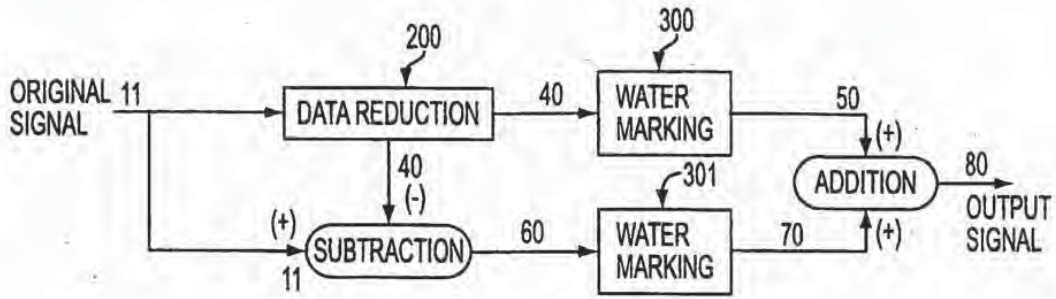 200
300
ORIGINAL
SIGNAL
11
DATA REDUCTION
40
WATER
MARKING
50
40
(-)
(+)
301
ADDITION
80
OUTPUT
SIGNAL
(+)
11
SUBTRACTION
60
WATER
MARKING
70
(+)